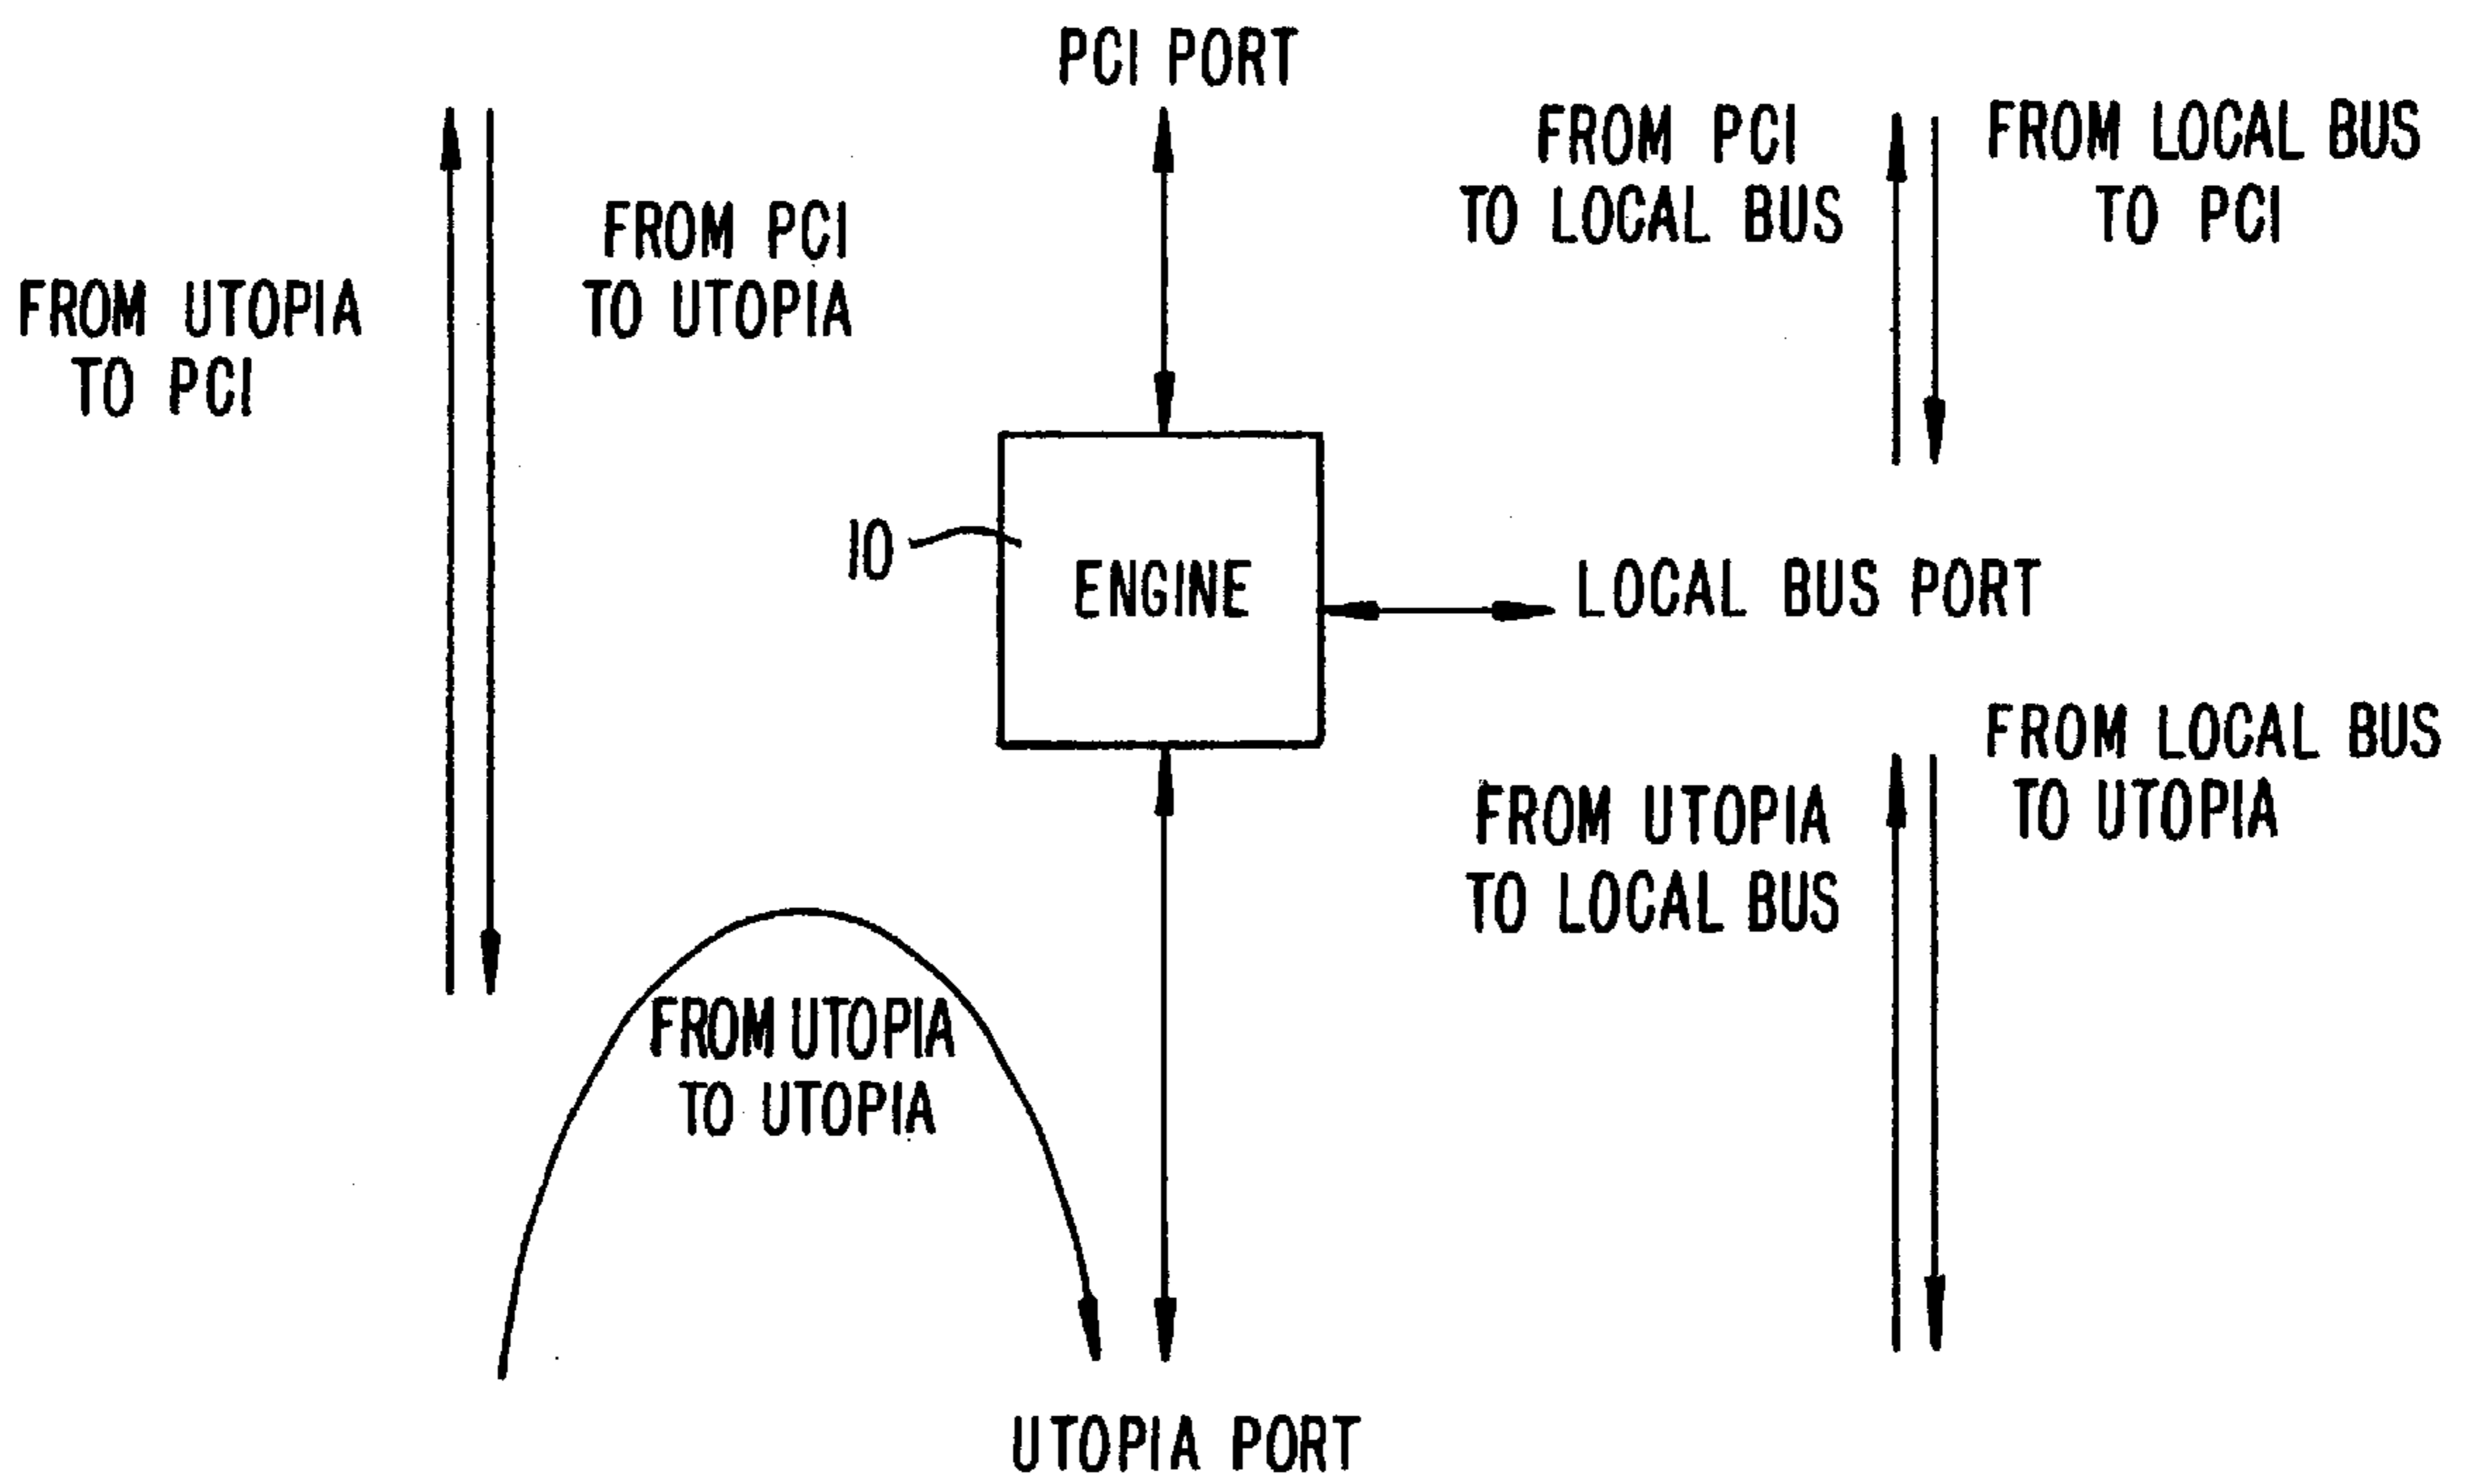 PCI PORT
FROM UTOPIA
TO PCI
FROM PCI
TO UTOPIA
FROM PCI
TO LOCAL BUS
FROM LOCAL BUS
TO PCI
10
ENGINE
LOCAL BUS PORT
FROM UTOPIA
TO LOCAL BUS
FROM LOCAL BUS
TO UTOPIA
FROM UTOPIA
TO UTOPIA
UTOPIA PORT